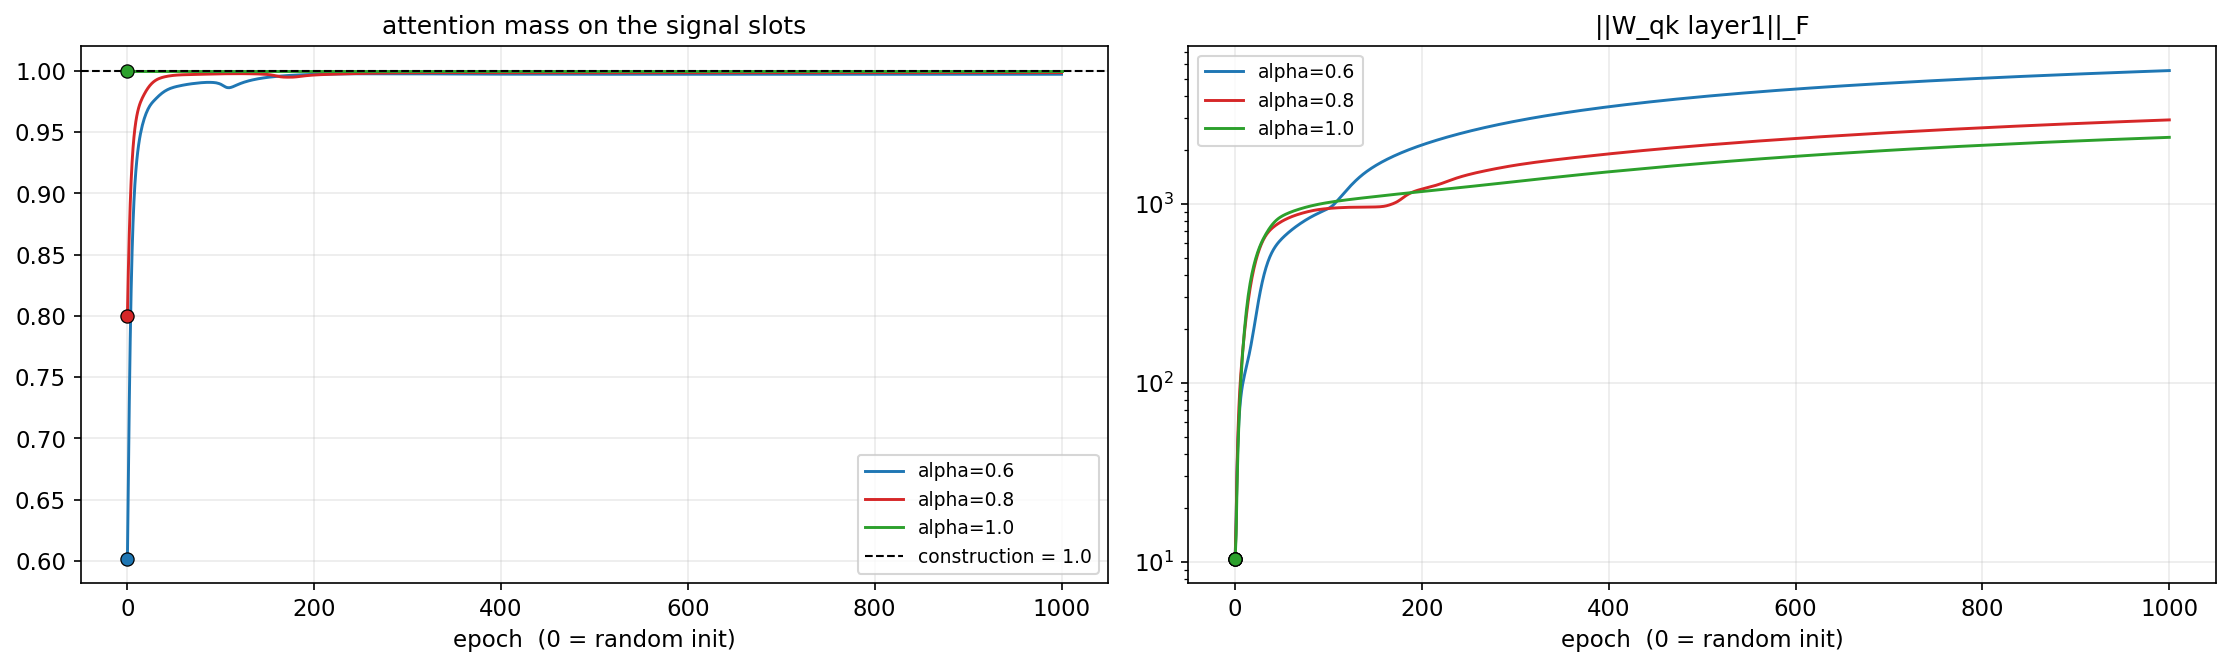 attention mass on the signal slots
1.00
0.95
0.90
0.85
0.80
0.75
0.70
0.65
0.60
alpha=0.6
alpha=0.8
alpha=1.0
construction = 1.0
0 200 400 600 800 1000
epoch  (0 = random init)
||W_qk layer1||_F
alpha=0.6
alpha=0.8
alpha=1.0
10³
10²
10¹
0 200 400 600 800 1000
epoch  (0 = random init)